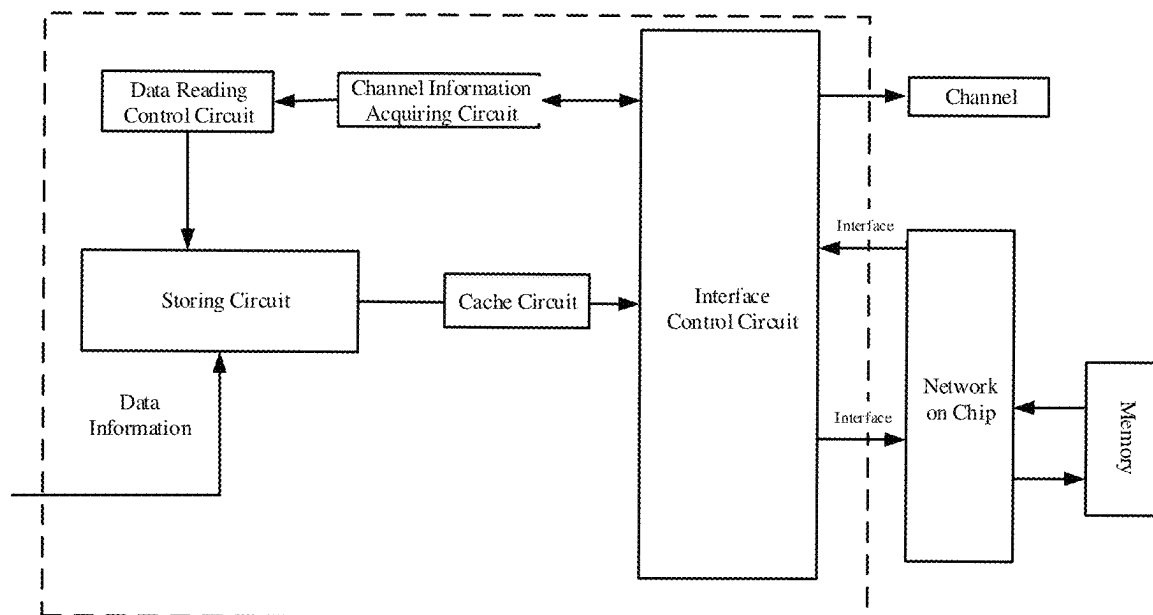 Data Reading
Control Circuit
Channel Information
Acquiring Circuit
Channel
Interface
Storing Circuit
Cache Circuit
Interface
Control Circuit
Data
Information
Interface
Network
on Chip
Memory